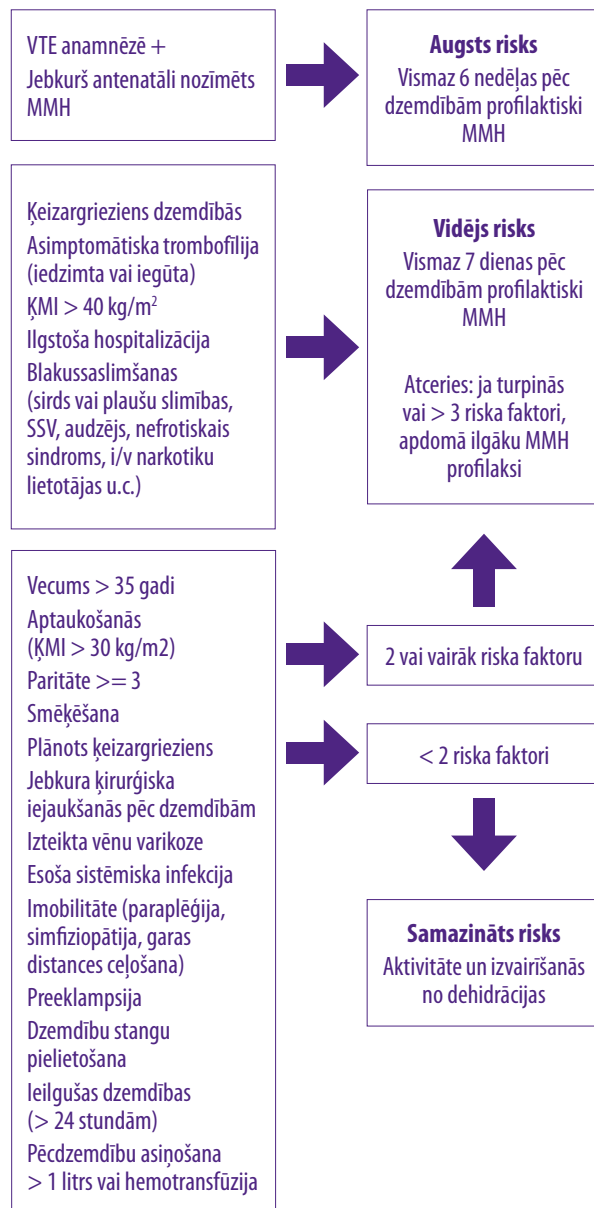 VTE anamnēzē +
Jebkurš antenatāli nozīmēts
MMH
Augsts risks
Vismaz 6 nedēļas pēc
dzemdībām profilaktiski
MMH
Ķeizargrieziens dzemdībās
Asimptomātiska trombofīlija
(iedzimta vai iegūta)
ĶMI > 40 kg/m²
Ilgstoša hospitalizācija
Blakussaslimšanas
(sirds vai plaušu slimības,
SSV, audzējs, nefrotiskais
sindroms, i/v narkotiku
lietotājas u.c.)
Vidējs risks
Vismaz 7 dienas pēc
dzemdībām profilaktiski
MMH
Atceries: ja turpinās
vai > 3 riska faktori,
apdomā ilgāku MMH
profilaksi
Vecums > 35 gadi
Aptaukošanās
(ĶMI > 30 kg/m2)
Paritāte >= 3
Smēķēšana
Plānots ķeizargrieziens
Jebkura ķirurģiska
iejaukšanās pēc dzemdībām
Izteikta vēnu varikoze
Esoša sistēmiska infekcija
Imobilitāte (paraplēģija,
simfiziopātija, garas
distances ceļošana)
Preeklampsija
Dzemdību stangu
pielietošana
Ieilgušas dzemdības
(> 24 stundām)
Pēcdzemdību asiņošana
> 1 litrs vai hemotransfūzija
2 vai vairāk riska faktoru
< 2 riska faktori
Samazināts risks
Aktivitāte un izvairīšanās
no dehidrācijas